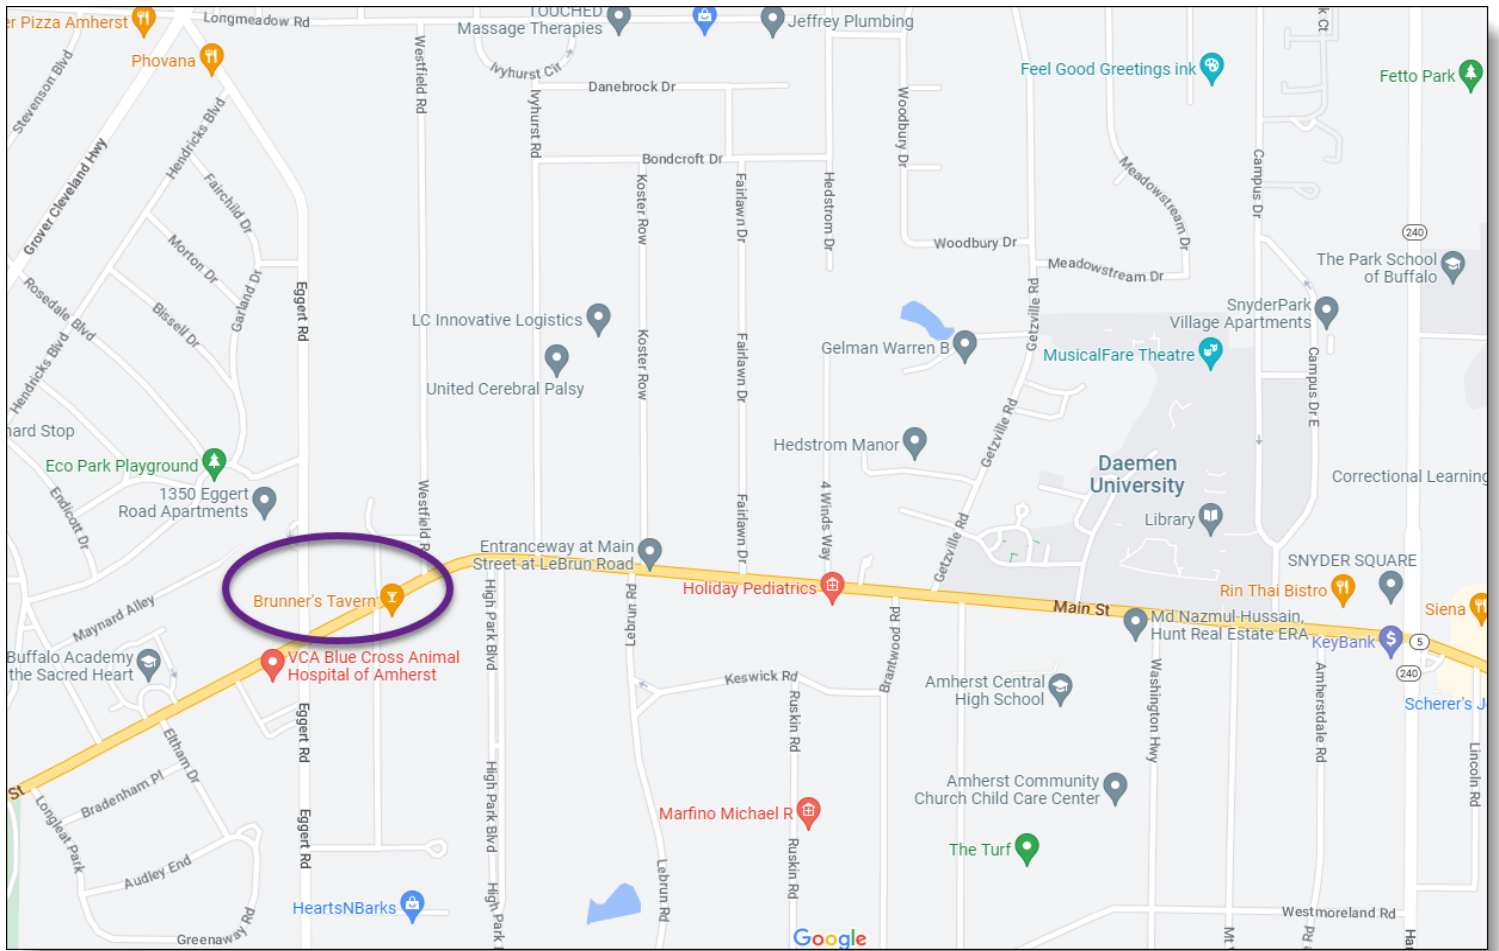 er Pizza Amherst
Longmeadow Rd
TOUCHED
Massage Therapies
Jeffrey Plumbing
k Ct
Phovana
Stevenson Blvd
Westfield Rd
Ivyhurst Cir
Danebrock Dr
Feel Good Greetings ink
Fetto Park
Hendricks Blvd
Grover Cleveland Hwy
Ivyhurst Rd
Woodbury Dr
Bondcroft Dr
Fairchild Dr
Koster Row
Fairlawn Dr
Hedstrom Dr
Meadowstream Dr
Campus Dr
240
Morton Dr
Woodbury Dr
Meadowstream Dr
The Park School
of Buffalo
Rosedale Blvd
Bissell Dr
Garland Dr
Eggert Rd
Getzville Rd
SnyderPark
Village Apartments
LC Innovative Logistics
Gelman Warren B
MusicalFare Theatre
Hendricks Blvd
United Cerebral Palsy
Koster Row
Fairlawn Dr
Campus Dr E
Getzville Rd
nard Stop
Hedstrom Manor
Eco Park Playground
Daemen
University
Correctional Learning
1350 Eggert
Road Apartments
Endicott Dr
Westfield R
Fairlawn Dr
4 Winds Way
Getzville Rd
Library
Entranceway at Main
Street at LeBrun Road
SNYDER SQUARE
Brunner's Tavern
Holiday Pediatrics
Rin Thai Bistro
Main St
Siena
Maynard Alley
High Park Blvd
Lebrun Rd
Brantwood Rd
Md Nazmul Hussain,
Hunt Real Estate ERA
KeyBank
5
240
Buffalo Academy
the Sacred Heart
VCA Blue Cross Animal
Hospital of Amherst
Keswick Rd
Amherst Central
High School
Washington Hwy
Amherstdale Rd
Scherer's J
Eggert Rd
Ruskin Rd
Eltham Dr
Lincoln Rd
St
Bradenham Pl
High Park Blvd
Amherst Community
Church Child Care Center
Longleat Park
Eggert Rd
Marfino Michael R
The Turf
Audley End
Ruskin Rd
Lebrun Rd
High Park
HeartsNBarks
Westmoreland Rd
Greenaway Rd
Google
Mt
Rd
Ha